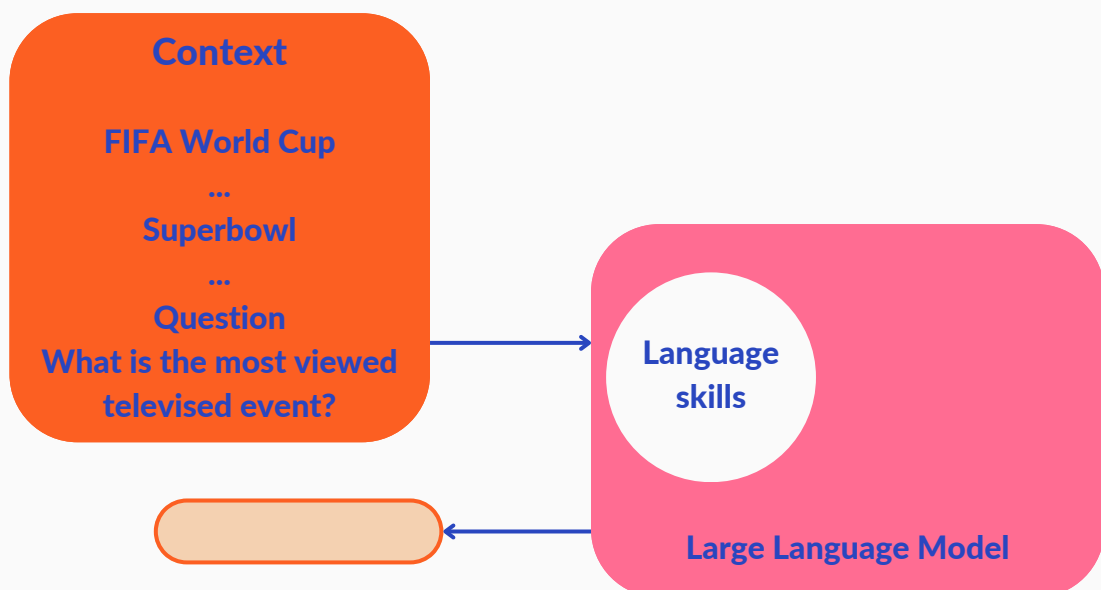 Context
FIFA World Cup
...
Superbowl
...
Question
What is the most viewed
televised event?
Language
skills
Large Language Model